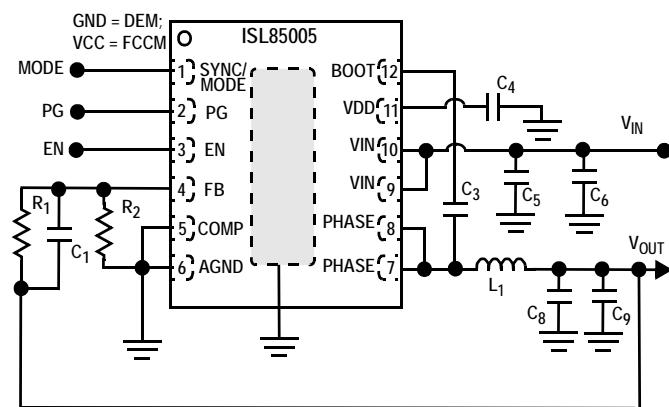 GND = DEM;
VCC = FCCM
ISL85005
MODE
1
SYNC/
MODE
BOOT
12
PG
2
PG
VDD
11
C4
EN
3
EN
VIN
10
VIN
4
FB
VIN
9
R1
C1
R2
C3
C5
C6
5
COMP
PHASE
8
6
AGND
PHASE
7
L1
VOUT
C8
C9